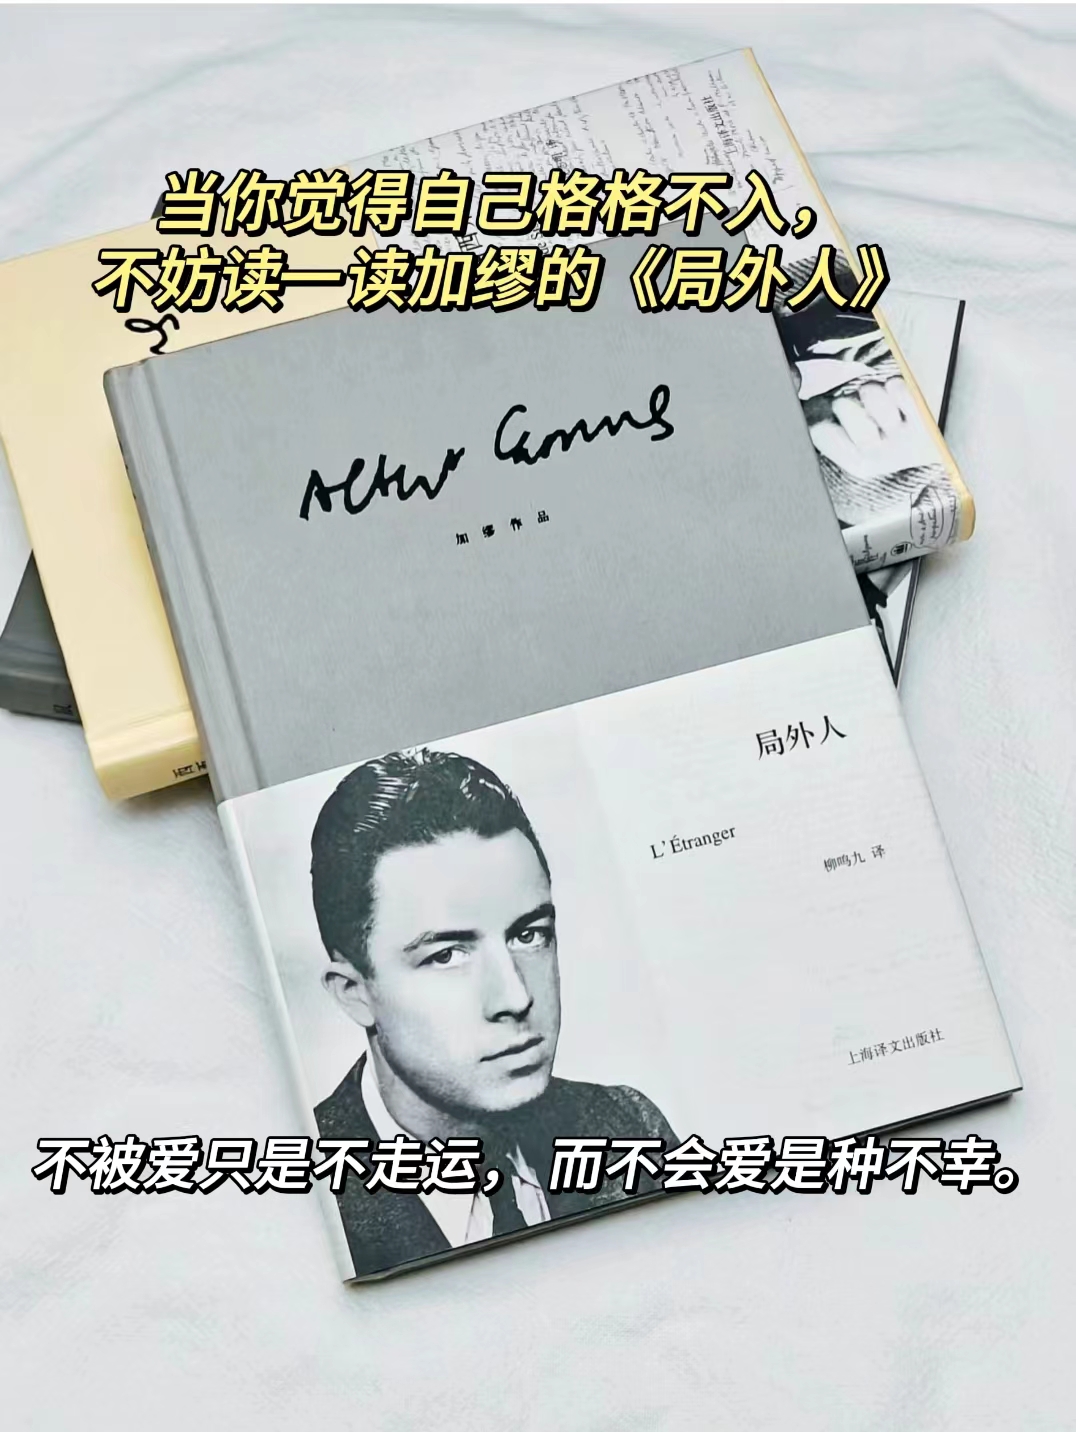 当你觉得自己格格不入，
不妨读一读加缪的《局外人》
Albert Camus
加缪作品
局外人
L'Étranger
柳鸣九 译
上海译文出版社
不被爱只是不走运， 而不会爱是种不幸。